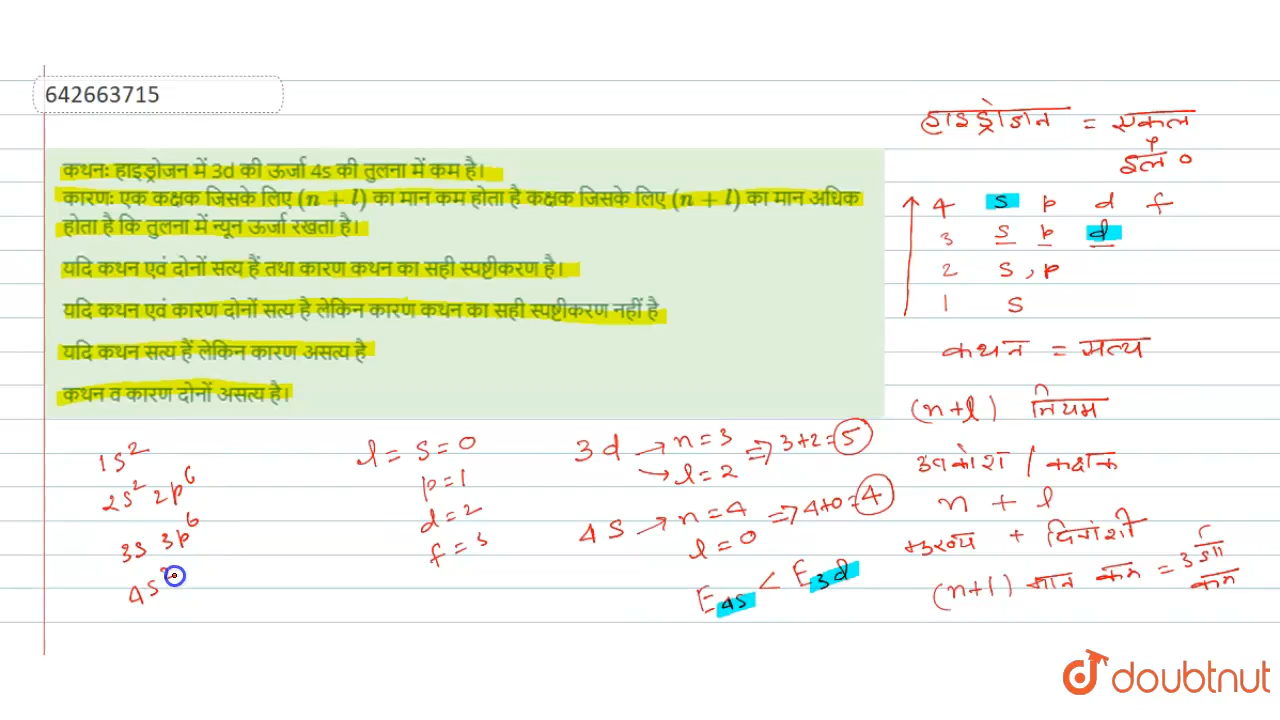 642663715
कथनः हाइड्रोजन में 3d की ऊर्जा 4s की तुलना में कम है।
कारणः एक कक्षक जिसके लिए (n + l) का मान कम होता है कक्षक जिसके लिए (n + l) का मान अधिक
होता है कि तुलना में न्यून ऊर्जा रखता है।
यदि कथन एवं दोनों सत्य हैं तथा कारण कथन का सही स्पष्टीकरण है।
यदि कथन एवं कारण दोनों सत्य है लेकिन कारण कथन का सही स्पष्टीकरण नहीं है
यदि कथन सत्य हैं लेकिन कारण असत्य है
कथन व कारण दोनों असत्य है।
1s²
2s² 2p⁶
3s 3p⁶
4s²
l = s = 0
p = 1
d = 2
f = 3
3d → n = 3 ⇒ 3+2 = 5
→ l = 2
4s → n = 4 ⇒ 4+0 = 4
l = 0
E4s < E3d
हाइड्रोजन = एकल
4 s p d f
3 s p d
2 s, p
1 s
कथन = सत्य
(n+l) नियम
उपकोश / कक्षक
n + l
मुख्य + दिगंशी
(n+l) मान कम = ऊर्जा
कम
doubtnut